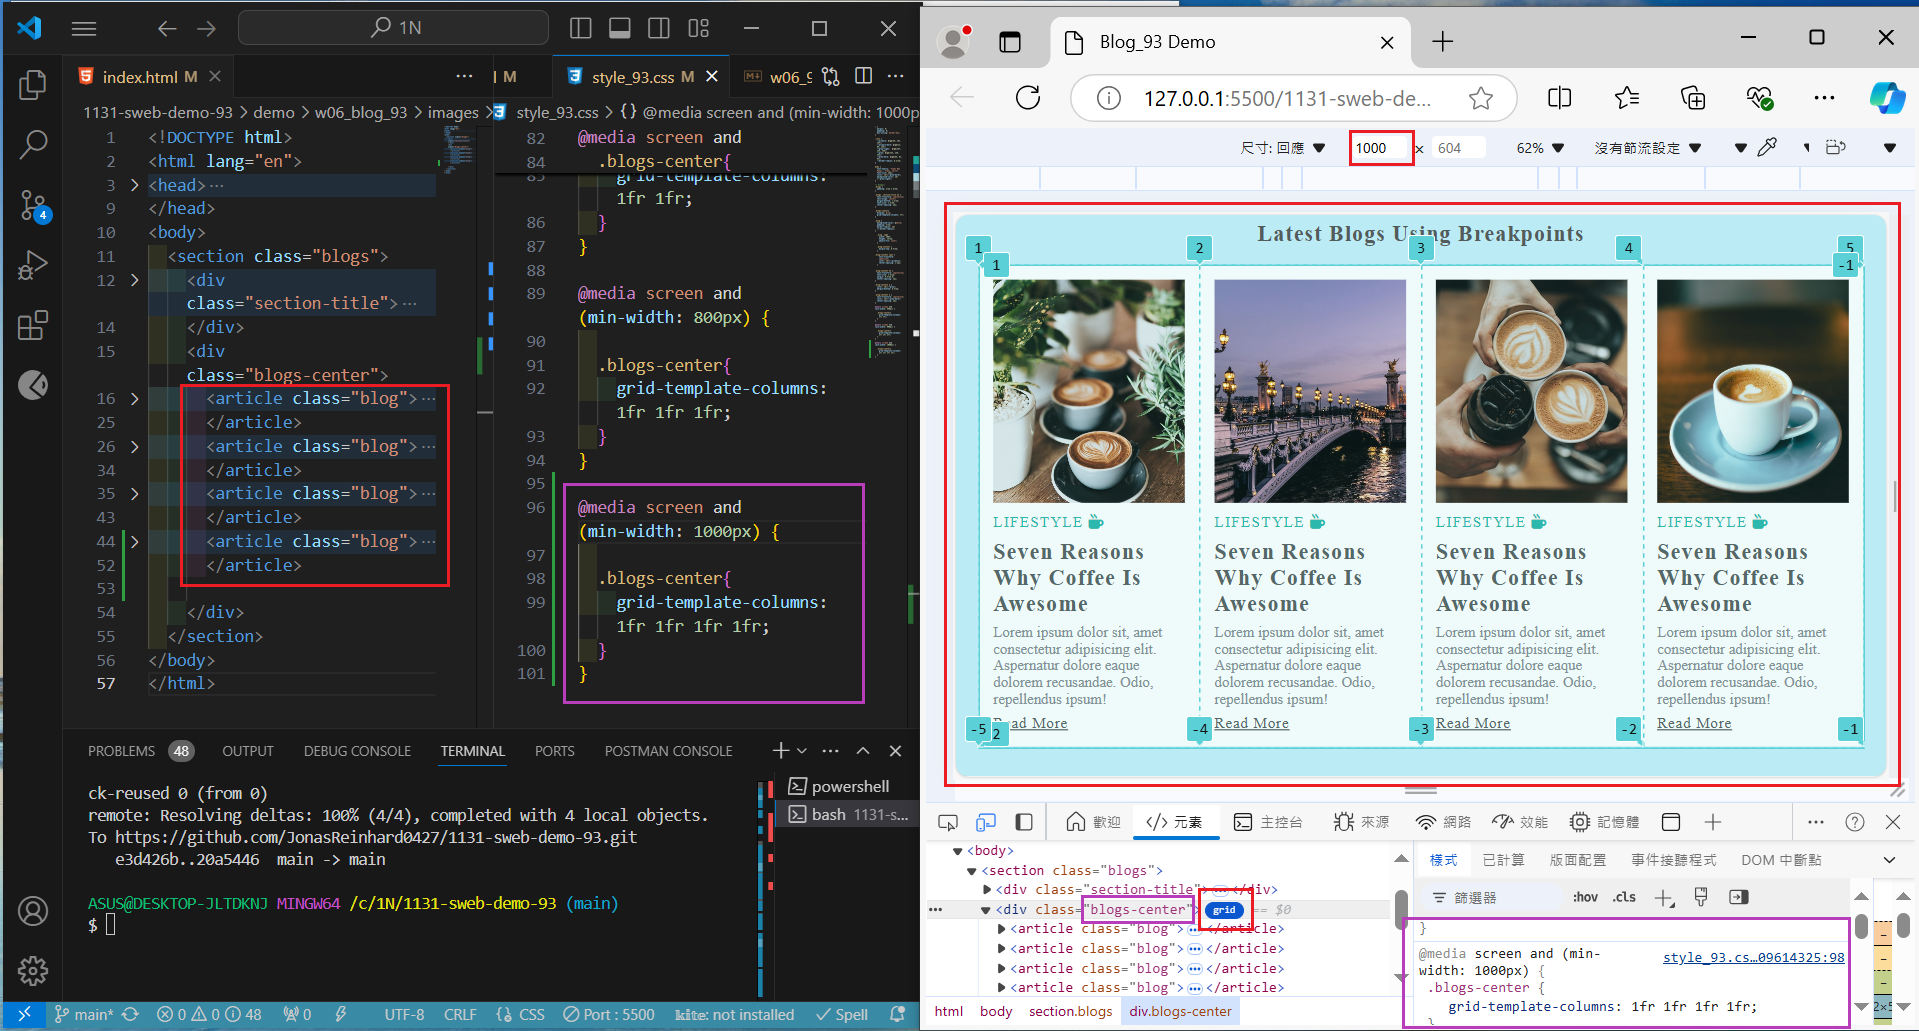 1N
index.html M
M
style_93.css M
w06_9
1131-sweb-demo-93 > demo > w06_blog_93 > images >
style_93.css > {} @media screen and (min-width: 1000p
1 <!DOCTYPE html>
2 <html lang="en">
3 <head>
9 </head>
10 <body>
11 <section class="blogs">
12 <div
class="section-title">
14 </div>
15 <div
class="blogs-center">
16 <article class="blog">
25 </article>
26 <article class="blog">
34 </article>
35 <article class="blog">
43 </article>
44 <article class="blog">
52 </article>
53
54 </div>
55 </section>
56 </body>
57 </html>
82 @media screen and
84 .blogs-center{
85 grid-template-columns:
1fr 1fr;
86 }
87 }
88
89 @media screen and
(min-width: 800px) {
90
91 .blogs-center{
92 grid-template-columns:
1fr 1fr 1fr;
93 }
94 }
95
96 @media screen and
(min-width: 1000px) {
97
98 .blogs-center{
99 grid-template-columns:
1fr 1fr 1fr 1fr;
100 }
101 }
4
PROBLEMS 48 OUTPUT DEBUG CONSOLE TERMINAL PORTS POSTMAN CONSOLE
ck-reused 0 (from 0)
remote: Resolving deltas: 100% (4/4), completed with 4 local objects.
To https://github.com/JonasReinhard0427/1131-sweb-demo-93.git
e3d426b..20a5446 main -> main
ASUS@DESKTOP-JLTDKNJ MINGW64 /c/1N/1131-sweb-demo-93 (main)
$
powershell
bash 1131-s...
main* 0 0 48 0 UTF-8 CRLF {} CSS Port : 5500 kite: not installed Spell
Blog_93 Demo
127.0.0.1:5500/1131-sweb-de...
尺寸: 回應 1000 × 604 62% 沒有節流設定
Latest Blogs Using Breakpoints
1 2 3 4 5
1 -1
LIFESTYLE
Seven Reasons
Why Coffee Is
Awesome
Lorem ipsum dolor sit, amet
consectetur adipisicing elit.
Aspernatur dolore eaque
dolorem recusandae. Odio,
repellendus ipsum!
Read More
LIFESTYLE
Seven Reasons
Why Coffee Is
Awesome
Lorem ipsum dolor sit, amet
consectetur adipisicing elit.
Aspernatur dolore eaque
dolorem recusandae. Odio,
repellendus ipsum!
Read More
LIFESTYLE
Seven Reasons
Why Coffee Is
Awesome
Lorem ipsum dolor sit, amet
consectetur adipisicing elit.
Aspernatur dolore eaque
dolorem recusandae. Odio,
repellendus ipsum!
Read More
LIFESTYLE
Seven Reasons
Why Coffee Is
Awesome
Lorem ipsum dolor sit, amet
consectetur adipisicing elit.
Aspernatur dolore eaque
dolorem recusandae. Odio,
repellendus ipsum!
Read More
-5 2 -4 -3 -2 -1
歡迎 </> 元素 主控台 來源 網路 效能 記憶體
<body>
<section class="blogs">
<div class="section-title"> </div>
<div class="blogs-center"> grid == $0
<article class="blog"> </article>
<article class="blog"> </article>
<article class="blog"> </article>
<article class="blog"> </article>
html body section.blogs div.blogs-center
樣式 已計算 版面配置 事件接聽程式 DOM 中斷點
篩選器 :hov .cls
}
@media screen and (min-
width: 1000px) {
style_93.cs…09614325:98
.blogs-center {
grid-template-columns: 1fr 1fr 1fr 1fr;
}